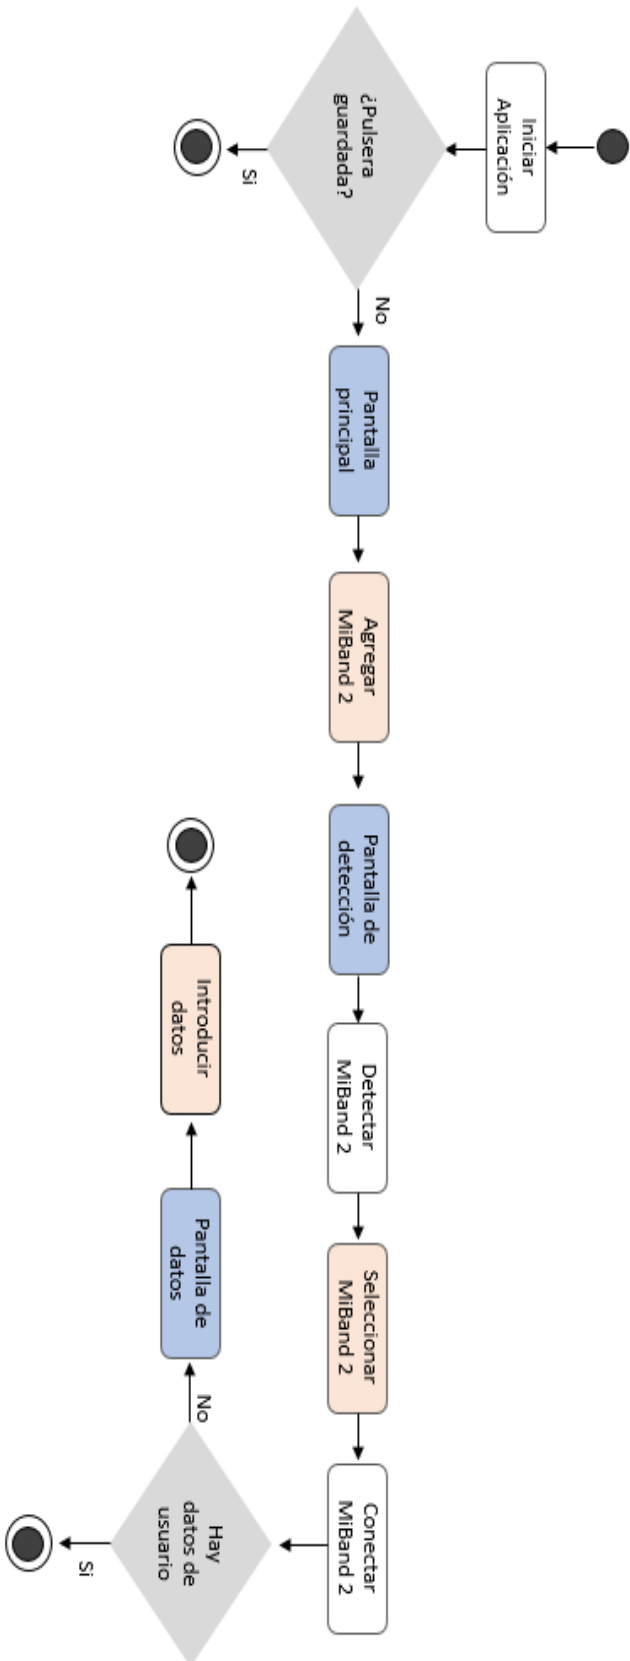 Iniciar
Aplicación
¿Pulsera
guardada?
Si
No
Pantalla
principal
Agregar
MiBand 2
Pantalla de
detección
Detectar
MiBand 2
Seleccionar
MiBand 2
Conectar
MiBand 2
Hay
datos de
usuario
Si
No
Pantalla de
datos
Introducir
datos